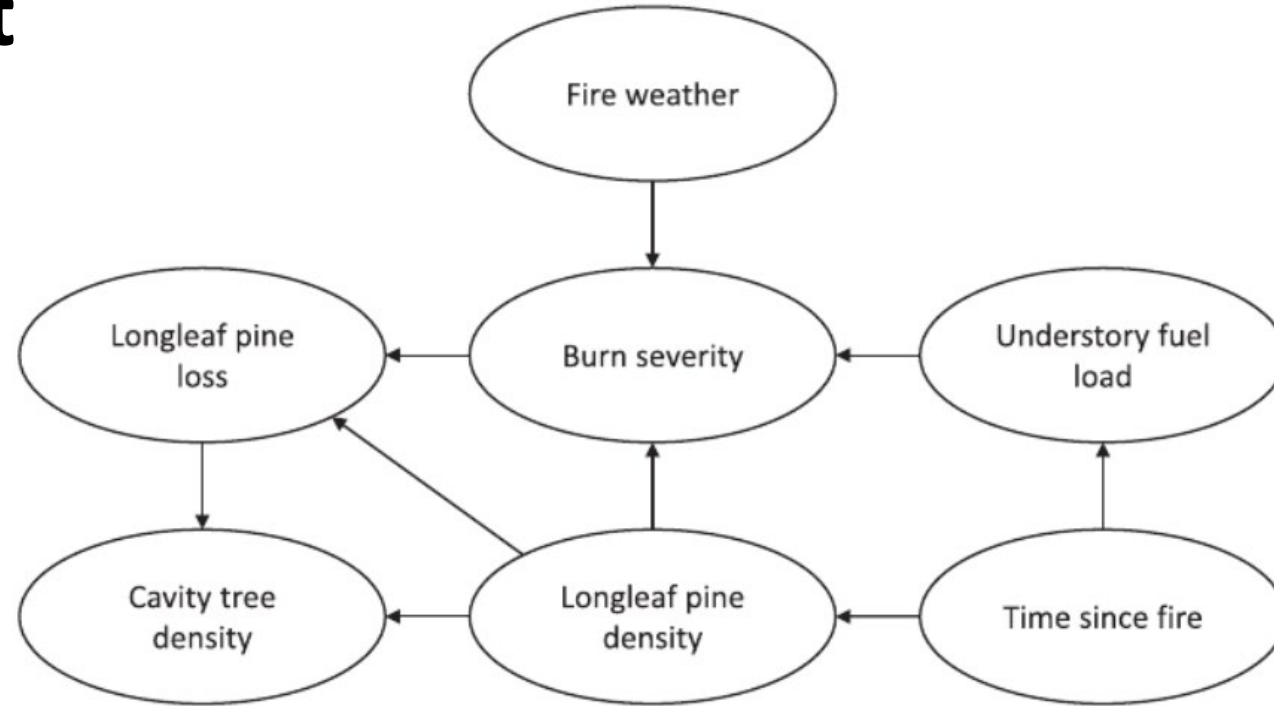 t
Fire weather
Longleaf pine
loss
Burn severity
Understory fuel
load
Cavity tree
density
Longleaf pine
density
Time since fire